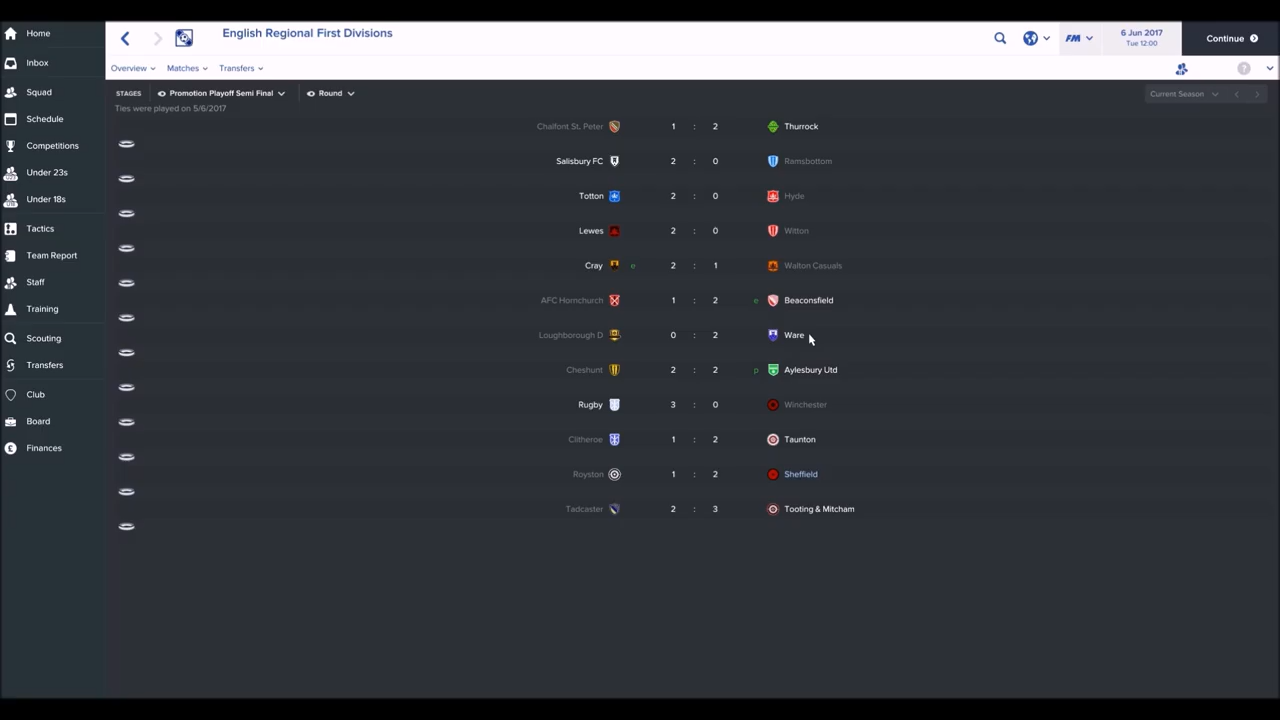 Home
English Regional First Divisions
FM
6 Jun 2017
Tue 12:00
Continue
Inbox
Overview
Matches
Transfers
?
Squad
STAGES
Promotion Playoff Semi Final
Round
Current Season
Ties were played on 5/6/2017
Schedule
Chalfont St. Peter 1 : 2 Thurrock
Competitions
Salisbury FC 2 : 0 Ramsbottom
Under 23s
Under 18s
Totton 2 : 0 Hyde
Tactics
Lewes 2 : 0 Witton
Team Report
Cray e 2 : 1 Walton Casuals
Staff
AFC Hornchurch 1 : 2 e Beaconsfield
Training
Loughborough D 0 : 2 Ware
Scouting
Transfers
Cheshunt 2 : 2 p Aylesbury Utd
Club
Rugby 3 : 0 Winchester
Board
Clitheroe 1 : 2 Taunton
Finances
Royston 1 : 2 Sheffield
Tadcaster 2 : 3 Tooting & Mitcham